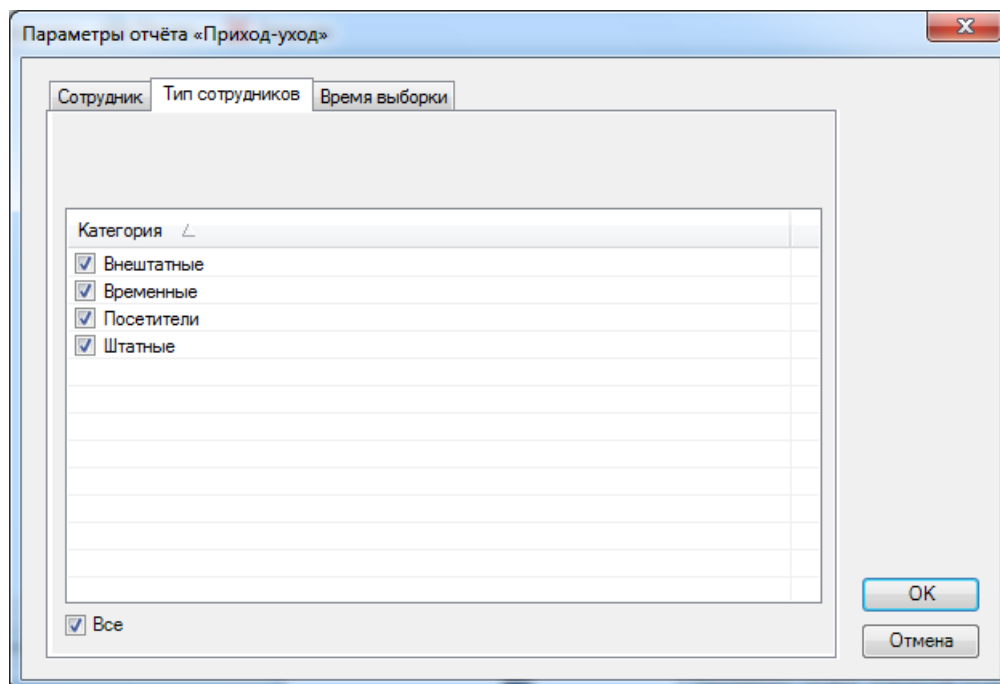 Параметры отчёта «Приход-уход»
Сотрудник Тип сотрудников Время выборки
Категория
Внештатные
Временные
Посетители
Штатные
Все
OK
Отмена